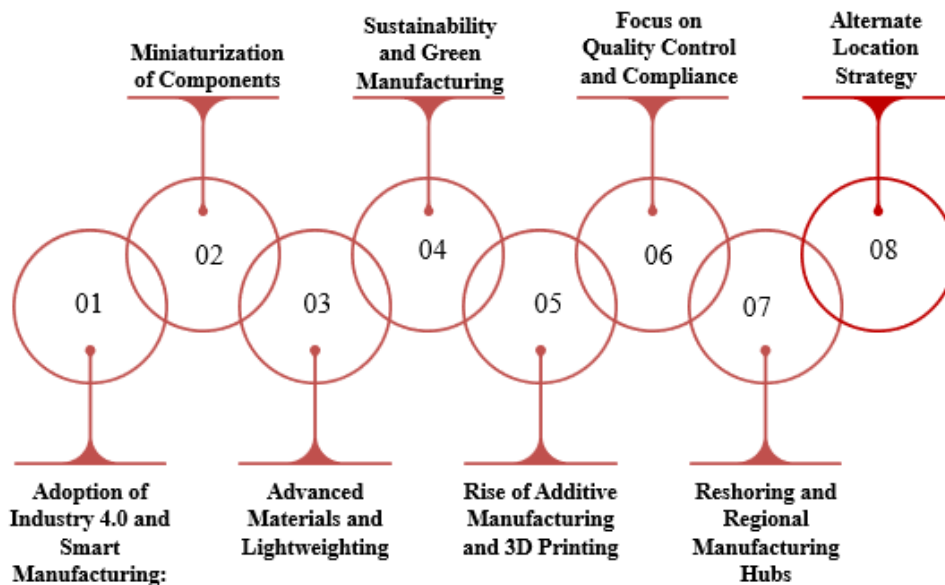 Miniaturization
of Components
Sustainability
and Green
Manufacturing
Focus on
Quality Control
and Compliance
Alternate
Location
Strategy
01
02
03
04
05
06
07
08
Adoption of
Industry 4.0 and
Smart
Manufacturing:
Advanced
Materials and
Lightweighting
Rise of Additive
Manufacturing
and 3D Printing
Reshoring and
Regional
Manufacturing
Hubs